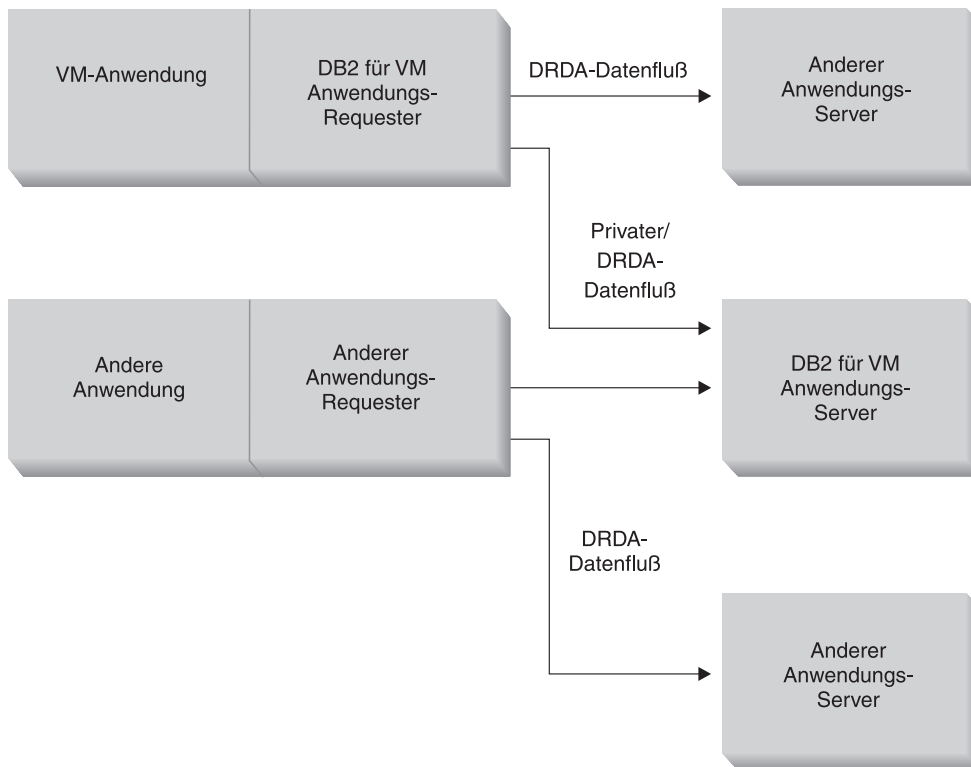 VM-Anwendung
DB2 für VM
Anwendungs-
Requester
DRDA-Datenfluß
Anderer
Anwendungs-
Server
Privater/
DRDA-
Datenfluß
Andere
Anwendung
Anderer
Anwendungs-
Requester
DB2 für VM
Anwendungs-
Server
DRDA-
Datenfluß
Anderer
Anwendungs-
Server